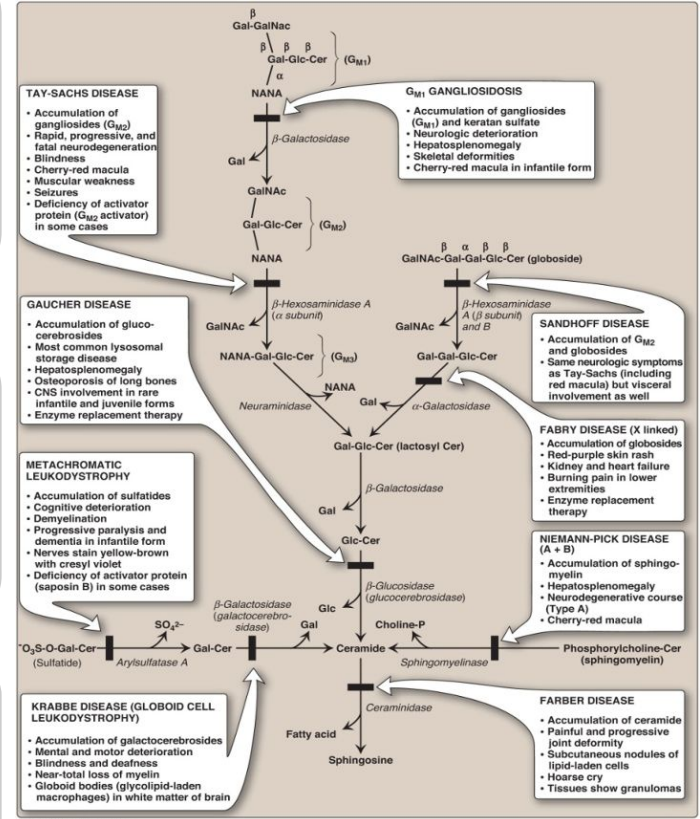 β
Gal-GalNac
β β β
Gal-Glc-Cer (GM1)
α
NANA
β-Galactosidase
Gal
GalNAc
Gal-Glc-Cer (GM2)
NANA
TAY-SACHS DISEASE
• Accumulation of
gangliosides (GM2)
• Rapid, progressive, and
fatal neurodegeneration
• Blindness
• Cherry-red macula
• Muscular weakness
• Seizures
• Deficiency of activator
protein (GM2 activator)
in some cases
GM1 GANGLIOSIDOSIS
• Accumulation of gangliosides
(GM1) and keratan sulfate
• Neurologic deterioration
• Hepatosplenomegaly
• Skeletal deformities
• Cherry-red macula in infantile form
β α β β
GalNAc-Gal-Gal-Glc-Cer (globoside)
β-Hexosaminidase A
(α subunit)
GalNAc
NANA-Gal-Glc-Cer (GM3)
NANA
Neuraminidase
β-Hexosaminidase
A (β subunit)
and B
GalNAc
Gal-Gal-Glc-Cer
Gal
α-Galactosidase
Gal-Glc-Cer (lactosyl Cer)
β-Galactosidase
Gal
Glc-Cer
β-Glucosidase
(glucocerebrosidase)
Glc
GAUCHER DISEASE
• Accumulation of gluco-
cerebrosides
• Most common lysosomal
storage disease
• Hepatosplenomegaly
• Osteoporosis of long bones
• CNS involvement in rare
infantile and juvenile forms
• Enzyme replacement therapy
SANDHOFF DISEASE
• Accumulation of GM2
and globosides
• Same neurologic symptoms
as Tay-Sachs (including
red macula) but visceral
involvement as well
FABRY DISEASE (X linked)
• Accumulation of globosides
• Red-purple skin rash
• Kidney and heart failure
• Burning pain in lower
extremities
• Enzyme replacement
therapy
METACHROMATIC
LEUKODYSTROPHY
• Accumulation of sulfatides
• Cognitive deterioration
• Demyelination
• Progressive paralysis and
dementia in infantile form
• Nerves stain yellow-brown
with cresyl violet
• Deficiency of activator protein
(saposin B) in some cases
NIEMANN-PICK DISEASE
(A + B)
• Accumulation of sphingo-
myelin
• Hepatosplenomegaly
• Neurodegenerative course
(Type A)
• Cherry-red macula
β-Galactosidase
(galactocerebro-
sidase)
SO₄²⁻
Gal
Choline-P
⁻O₃S-O-Gal-Cer
(Sulfatide)
Arylsulfatase A
Gal-Cer
Ceramide
Sphingomyelinase
Phosphorylcholine-Cer
(sphingomyelin)
Ceramidase
Fatty acid
Sphingosine
KRABBE DISEASE (GLOBOID CELL
LEUKODYSTROPHY)
• Accumulation of galactocerebrosides
• Mental and motor deterioration
• Blindness and deafness
• Near-total loss of myelin
• Globoid bodies (glycolipid-laden
macrophages) in white matter of brain
FARBER DISEASE
• Accumulation of ceramide
• Painful and progressive
joint deformity
• Subcutaneous nodules of
lipid-laden cells
• Hoarse cry
• Tissues show granulomas